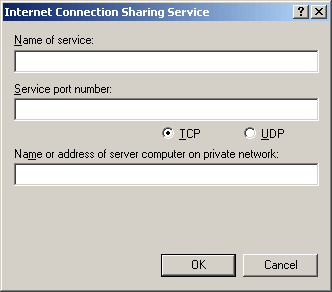 Internet Connection Sharing Service
Name of service:
Service port number:
TCP UDP
Name or address of server computer on private network:
OK Cancel